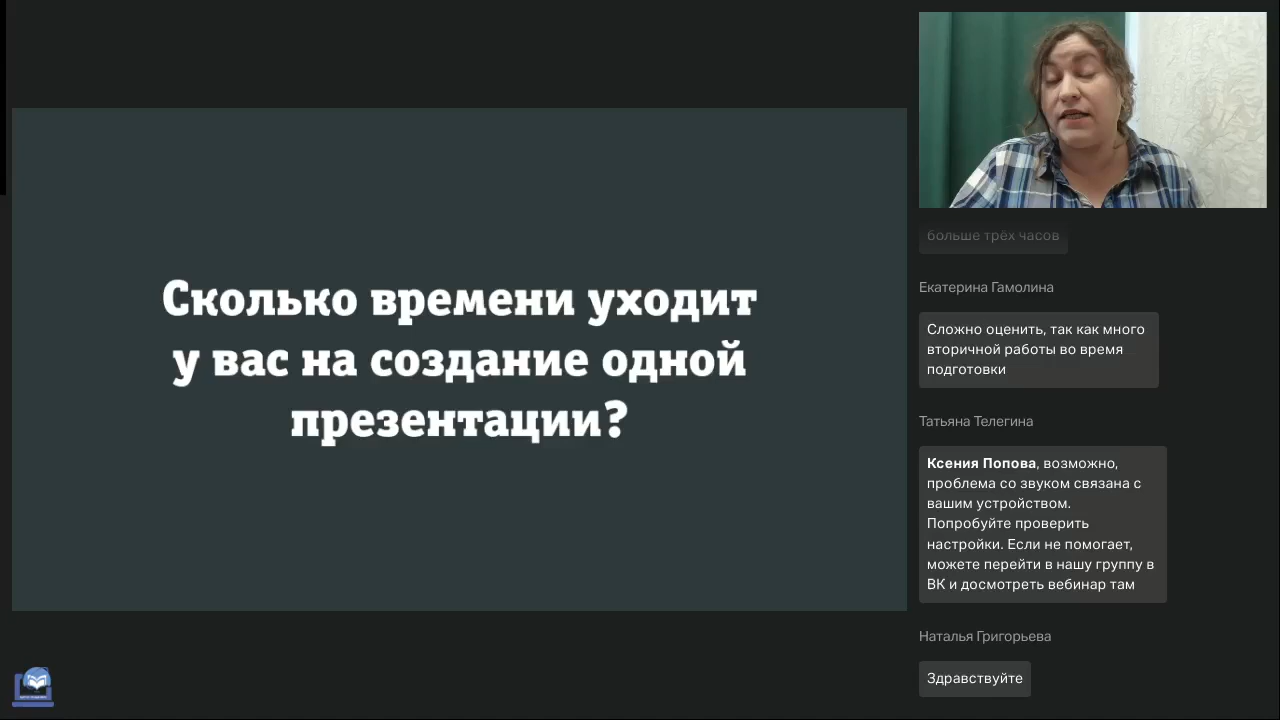 Сколько времени уходит
у вас на создание одной
презентации?
больше трёх часов
Екатерина Гамолина
Сложно оценить, так как много
вторичной работы во время
подготовки
Татьяна Телегина
Ксения Попова, возможно,
проблема со звуком связана с
вашим устройством.
Попробуйте проверить
настройки. Если не помогает,
можете перейти в нашу группу в
ВК и досмотреть вебинар там
Наталья Григорьева
Здравствуйте